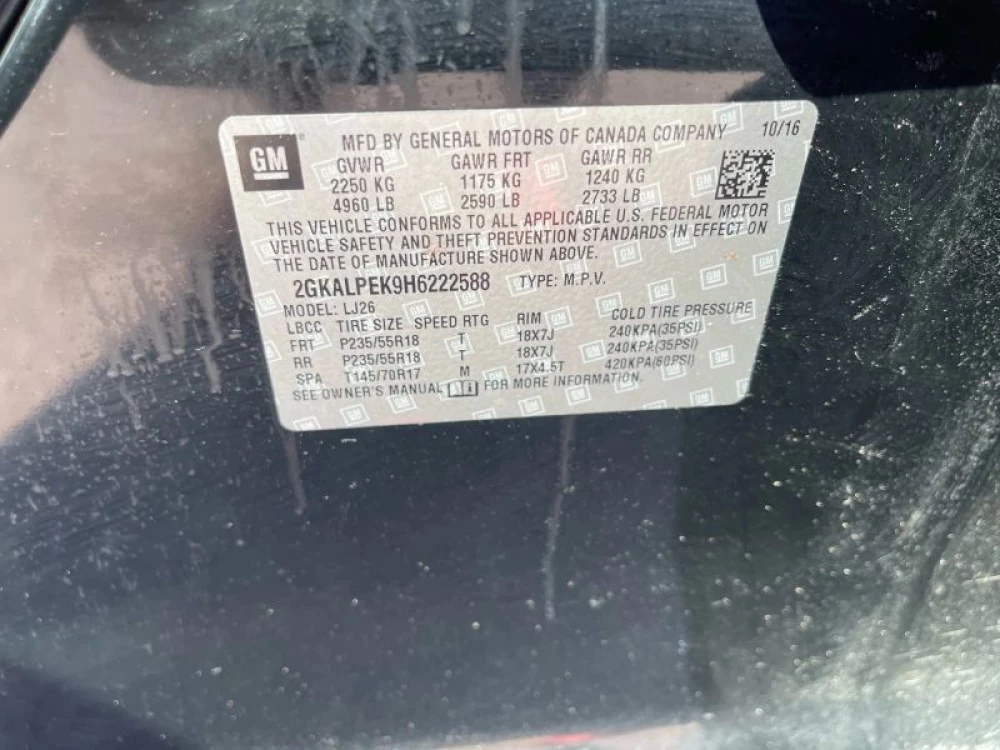 GM
MFD BY GENERAL MOTORS OF CANADA COMPANY 10/16
GVWR GAWR FRT GAWR RR
2250 KG 1175 KG 1240 KG
4960 LB 2590 LB 2733 LB
THIS VEHICLE CONFORMS TO ALL APPLICABLE U.S. FEDERAL MOTOR
VEHICLE SAFETY AND THEFT PREVENTION STANDARDS IN EFFECT ON
THE DATE OF MANUFACTURE SHOWN ABOVE.
2GKALPEK9H6222588 TYPE: M.P.V.
MODEL: LJ26
LBCC TIRE SIZE SPEED RTG RIM COLD TIRE PRESSURE
FRT P235/55R18 T 18X7J 240KPA(35PSI)
RR P235/55R18 T 18X7J 240KPA(35PSI)
SPA T145/70R17 M 17X4.5T 420KPA(60PSI)
SEE OWNER'S MANUAL FOR MORE INFORMATION.